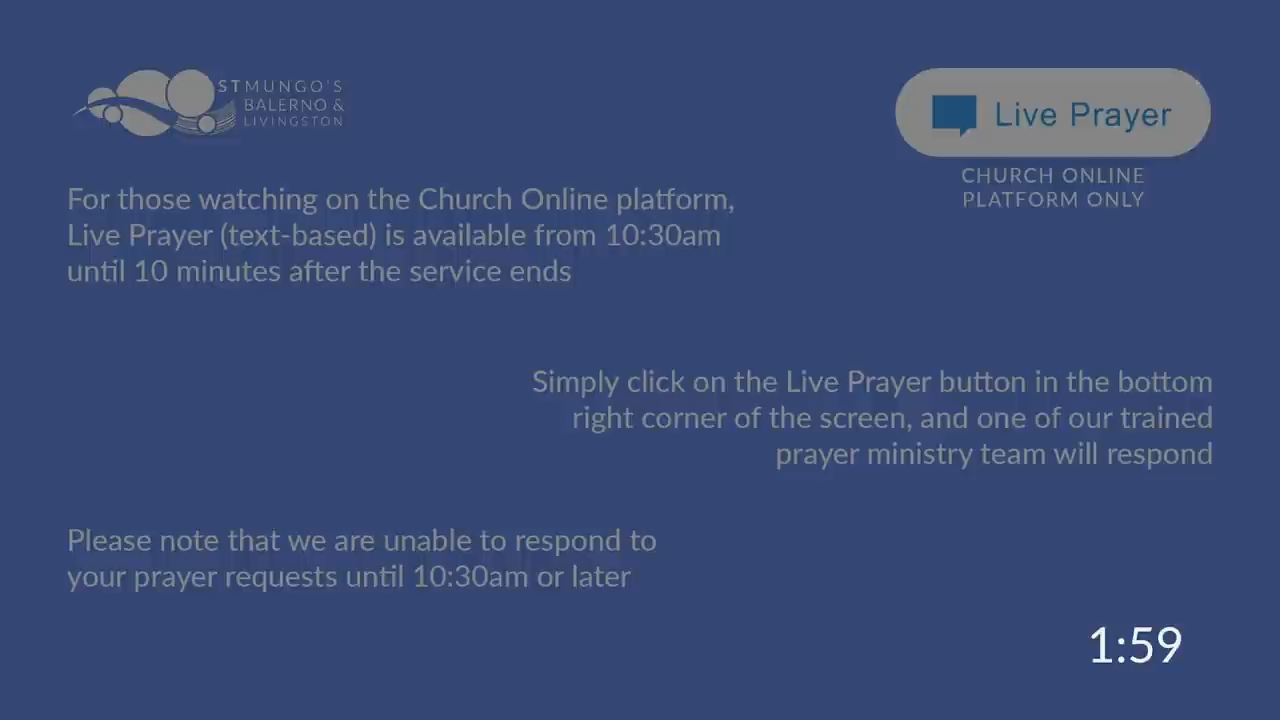 STMUNGO'S
BALERNO &
LIVINGSTON
Live Prayer
CHURCH ONLINE
PLATFORM ONLY
For those watching on the Church Online platform,
Live Prayer (text-based) is available from 10:30am
until 10 minutes after the service ends
Simply click on the Live Prayer button in the bottom
right corner of the screen, and one of our trained
prayer ministry team will respond
Please note that we are unable to respond to
your prayer requests until 10:30am or later
1:59